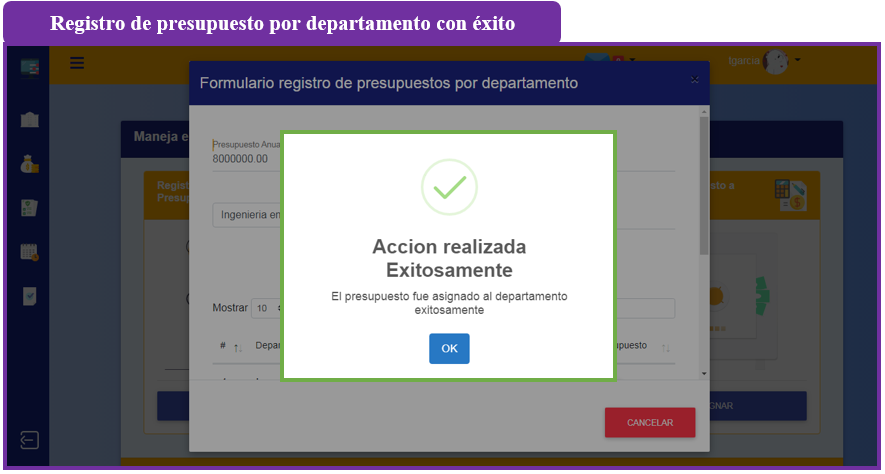 Registro de presupuesto por departamento con éxito
tgarcia
Formulario registro de presupuestos por departamento
×
Maneja e
Presupuesto Anua
8000000.00
Regist
Presup
sto a
Ingenieria en
Accion realizada
Exitosamente
El presupuesto fue asignado al departamento
exitosamente
Mostrar 10
# Depar
upuesto
OK
GNAR
CANCELAR